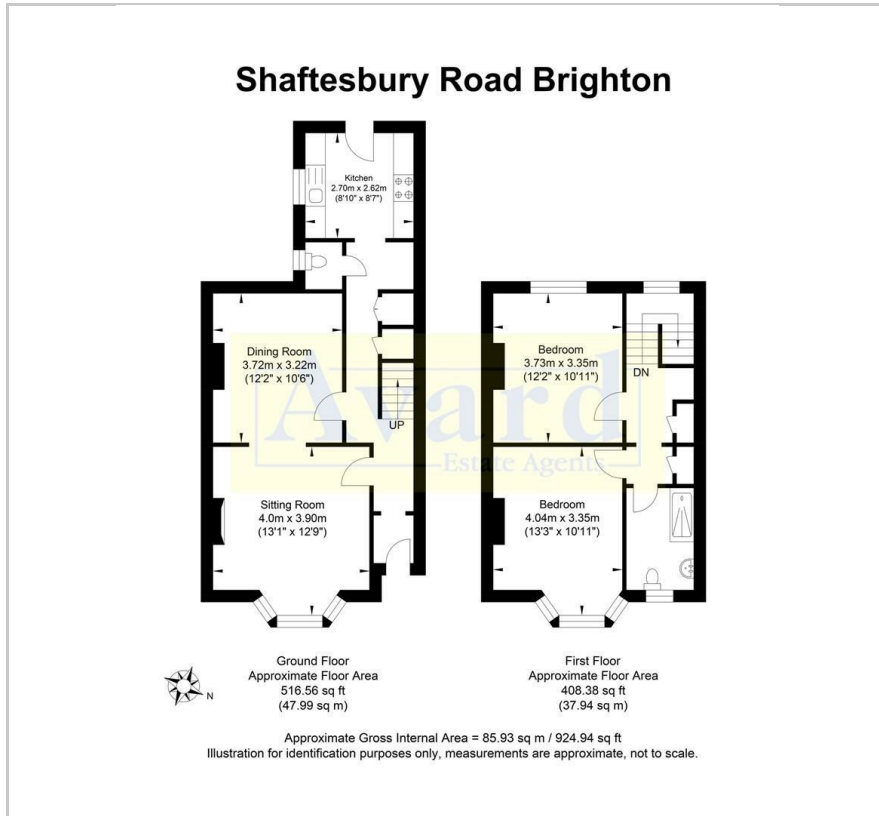 Shaftesbury Road Brighton
Kitchen
2.70m x 2.62m
(8'10" x 8'7")
Dining Room
3.72m x 3.22m
(12'2" x 10'6")
UP
Sitting Room
4.0m x 3.90m
(13'1" x 12'9")
Bedroom
3.73m x 3.35m
(12'2" x 10'11")
DN
Bedroom
4.04m x 3.35m
(13'3" x 10'11")
Avard
Estate Agents
N
Ground Floor
Approximate Floor Area
516.56 sq ft
(47.99 sq m)
First Floor
Approximate Floor Area
408.38 sq ft
(37.94 sq m)
Approximate Gross Internal Area = 85.93 sq m / 924.94 sq ft
Illustration for identification purposes only, measurements are approximate, not to scale.